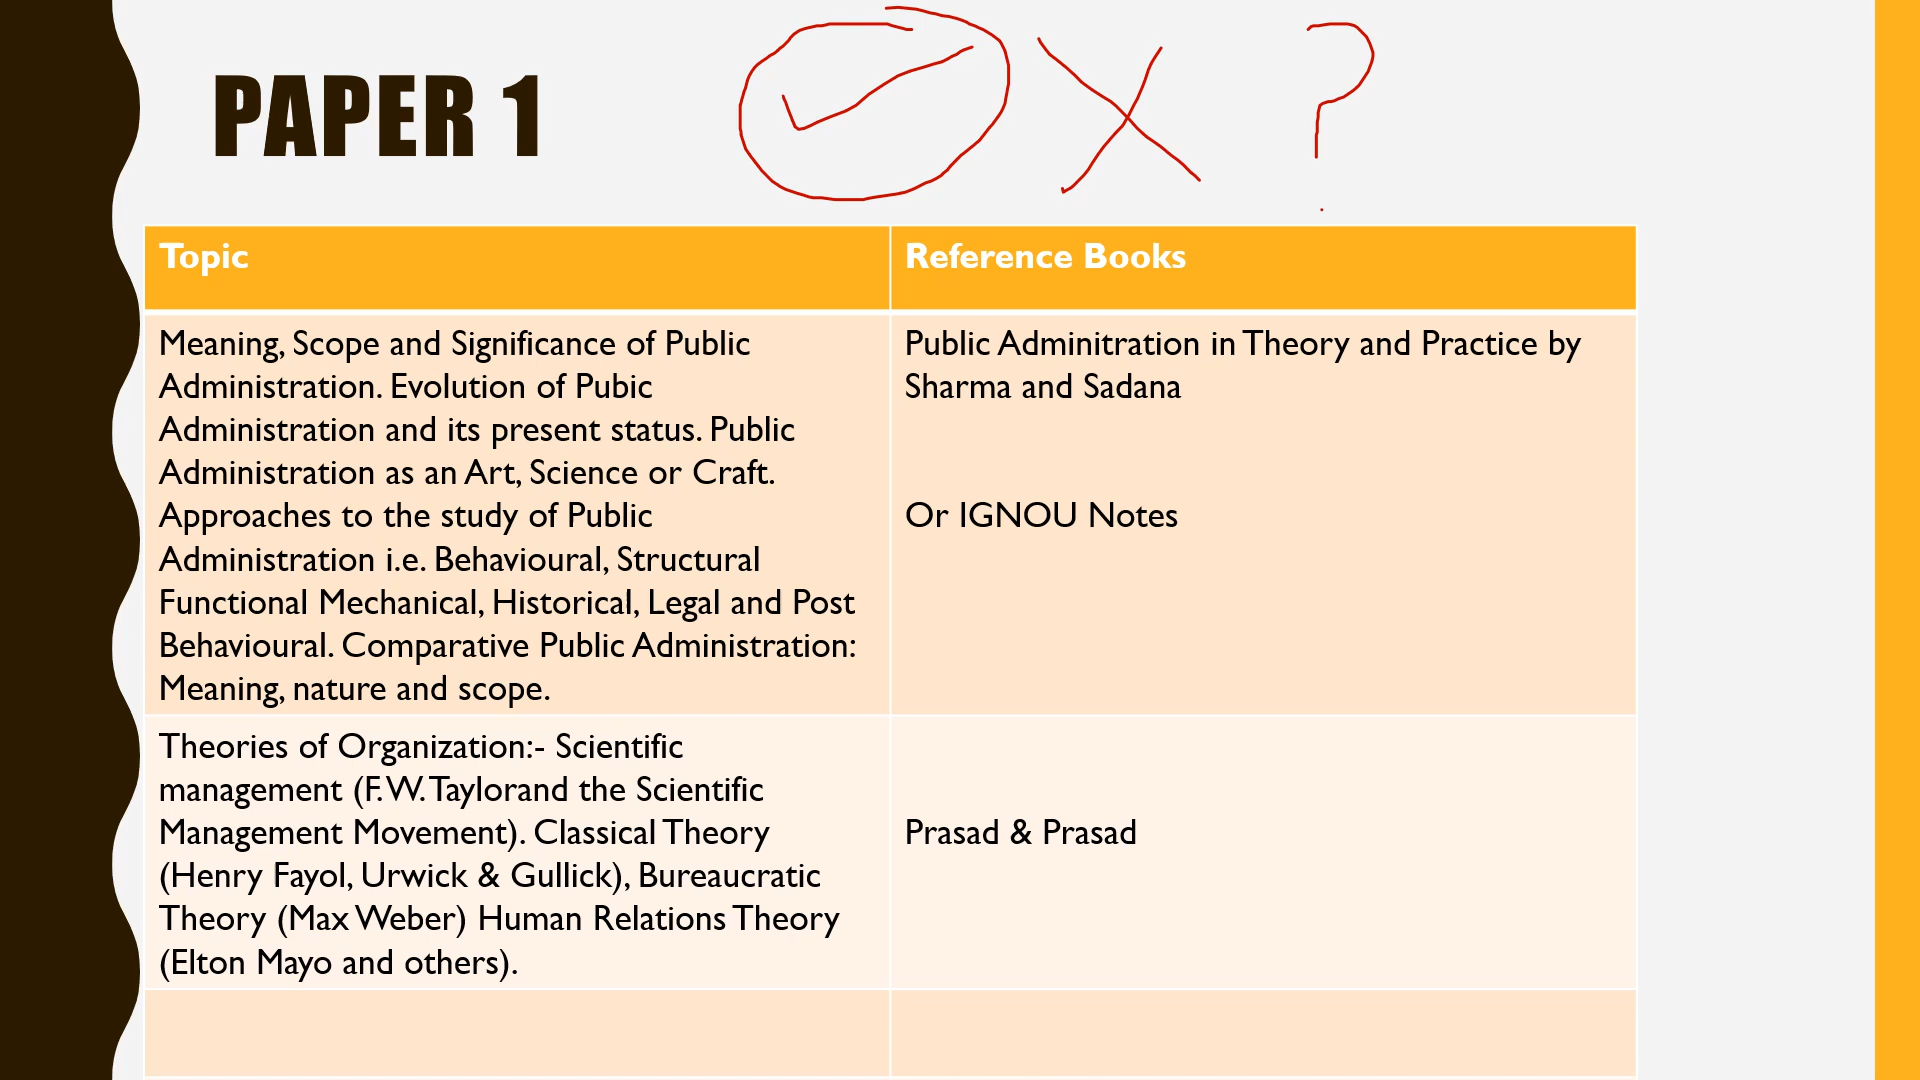 PAPER 1
X ?
Topic
Reference Books
Meaning, Scope and Significance of Public
Administration. Evolution of Pubic
Administration and its present status. Public
Administration as an Art, Science or Craft.
Approaches to the study of Public
Administration i.e. Behavioural, Structural
Functional Mechanical, Historical, Legal and Post
Behavioural. Comparative Public Administration:
Meaning, nature and scope.
Public Adminitration in Theory and Practice by
Sharma and Sadana
Or IGNOU Notes
Theories of Organization:- Scientific
management (F.W. Taylorand the Scientific
Management Movement). Classical Theory
(Henry Fayol, Urwick & Gullick), Bureaucratic
Theory (Max Weber) Human Relations Theory
(Elton Mayo and others).
Prasad & Prasad